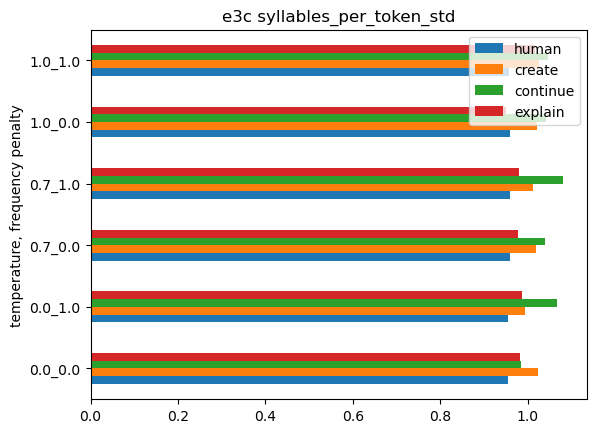 e3c syllables_per_token_std
temperature, frequency penalty
1.0_1.0
1.0_0.0
0.7_1.0
0.7_0.0
0.0_1.0
0.0_0.0
human
create
continue
explain
0.0 0.2 0.4 0.6 0.8 1.0